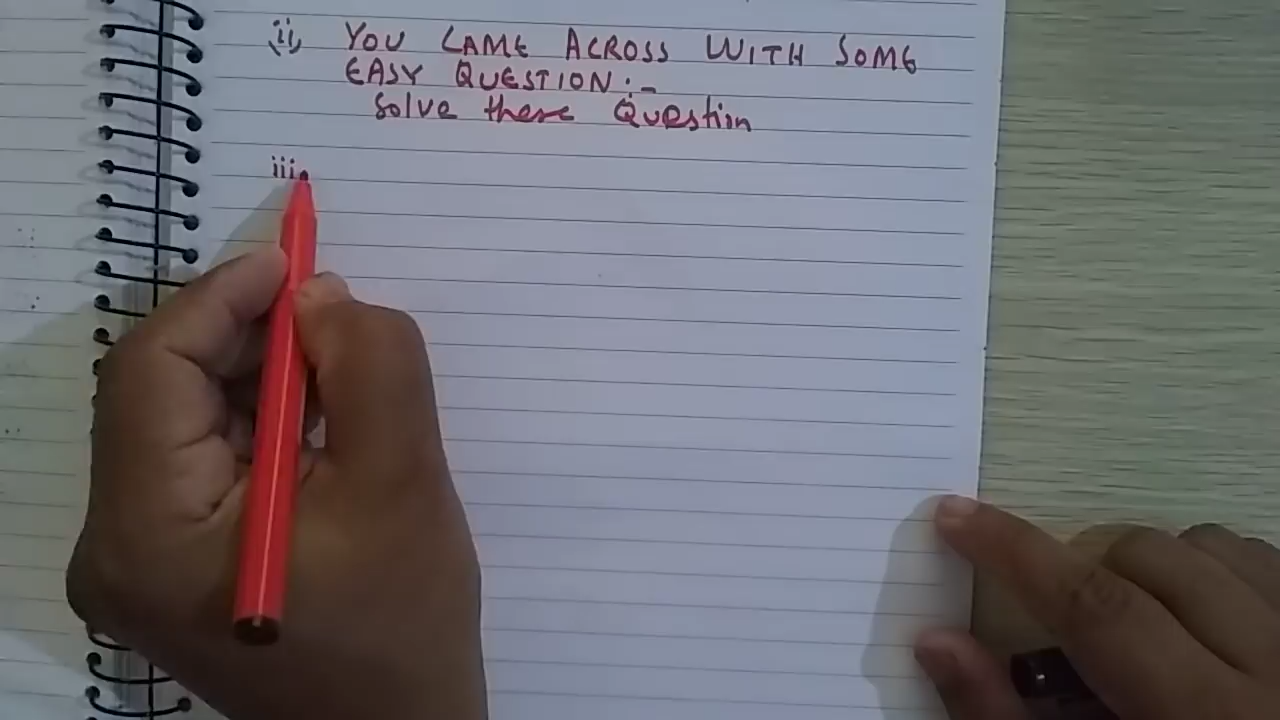 (ii) YOU CAME ACROSS WITH SOME
EASY QUESTION :-
Solve these Question
iii.